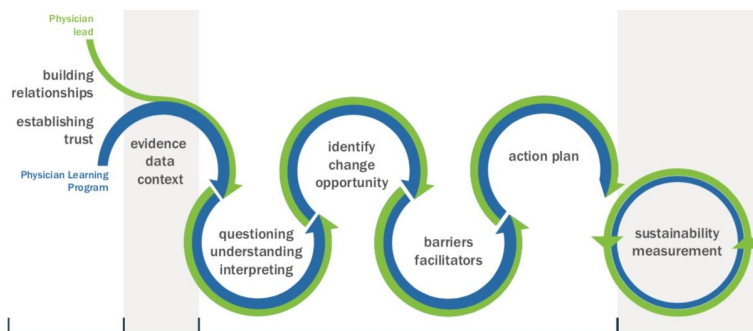 Physician
lead
building
relationships
establishing
trust
Physician Learning
Program
evidence
data
context
questioning
understanding
interpreting
identify
change
opportunity
barriers
facilitators
action plan
sustainability
measurement